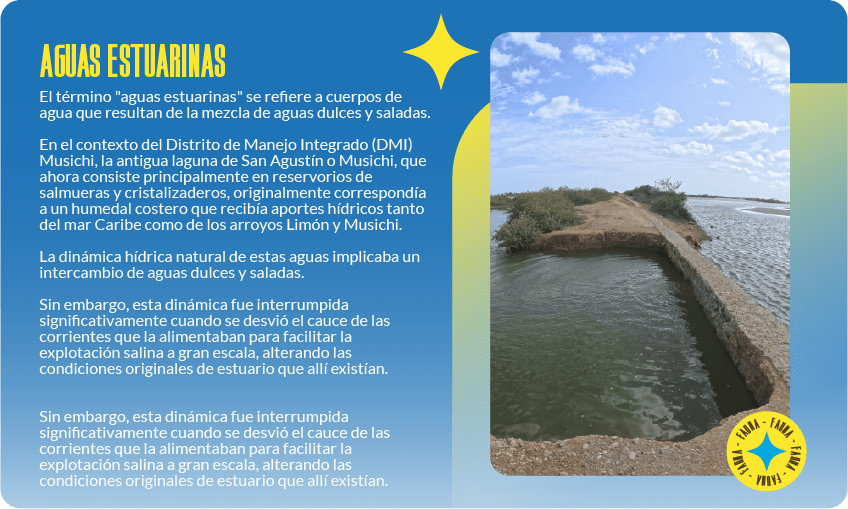 AGUAS ESTUARINAS
El término "aguas estuarinas" se refiere a cuerpos de
agua que resultan de la mezcla de aguas dulces y saladas.
En el contexto del Distrito de Manejo Integrado (DMI)
Musichi, la antigua laguna de San Agustín o Musichi, que
ahora consiste principalmente en reservorios de
salmueras y cristalizaderos, originalmente correspondía
a un humedal costero que recibía aportes hídricos tanto
del mar Caribe como de los arroyos Limón y Musichi.
La dinámica hídrica natural de estas aguas implicaba un
intercambio de aguas dulces y saladas.
Sin embargo, esta dinámica fue interrumpida
significativamente cuando se desvió el cauce de las
corrientes que la alimentaban para facilitar la
explotación salina a gran escala, alterando las
condiciones originales de estuario que allí existían.
Sin embargo, esta dinámica fue interrumpida
significativamente cuando se desvió el cauce de las
corrientes que la alimentaban para facilitar la
explotación salina a gran escala, alterando las
condiciones originales de estuario que allí existían.
FAUNA - FAUNA - FAUNA - FAUNA - FAUNA -